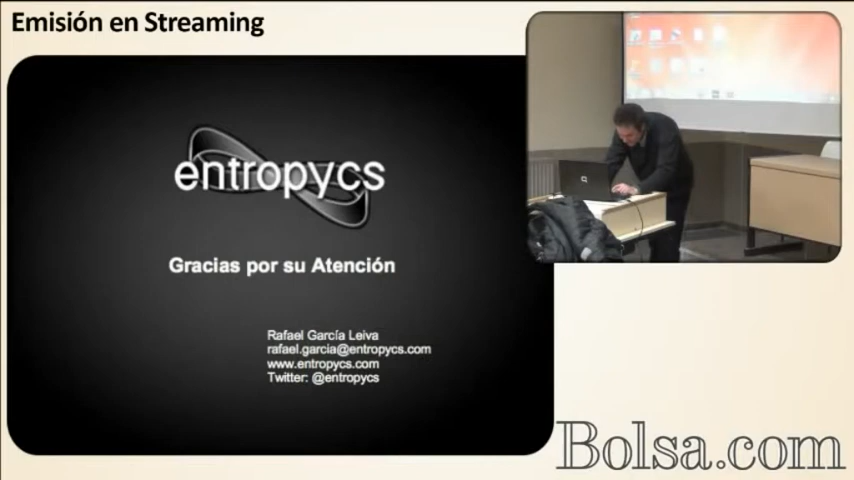 Emisión en Streaming
entropycs
Gracias por su Atención
Rafael García Leiva
rafael.garcia@entropycs.com
www.entropycs.com
Twitter: @entropycs
Bolsa.com